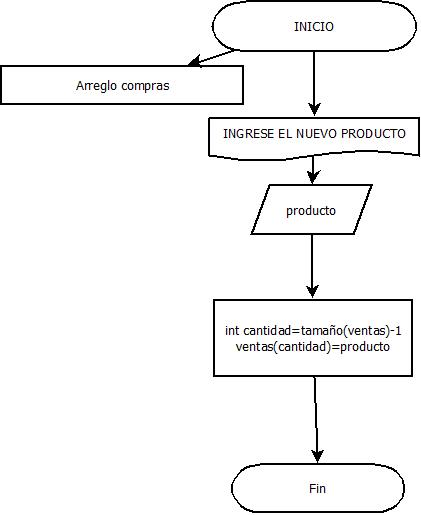 INICIO
Arreglo compras
INGRESE EL NUEVO PRODUCTO
producto
int cantidad=tamaño(ventas)-1
ventas(cantidad)=producto
Fin